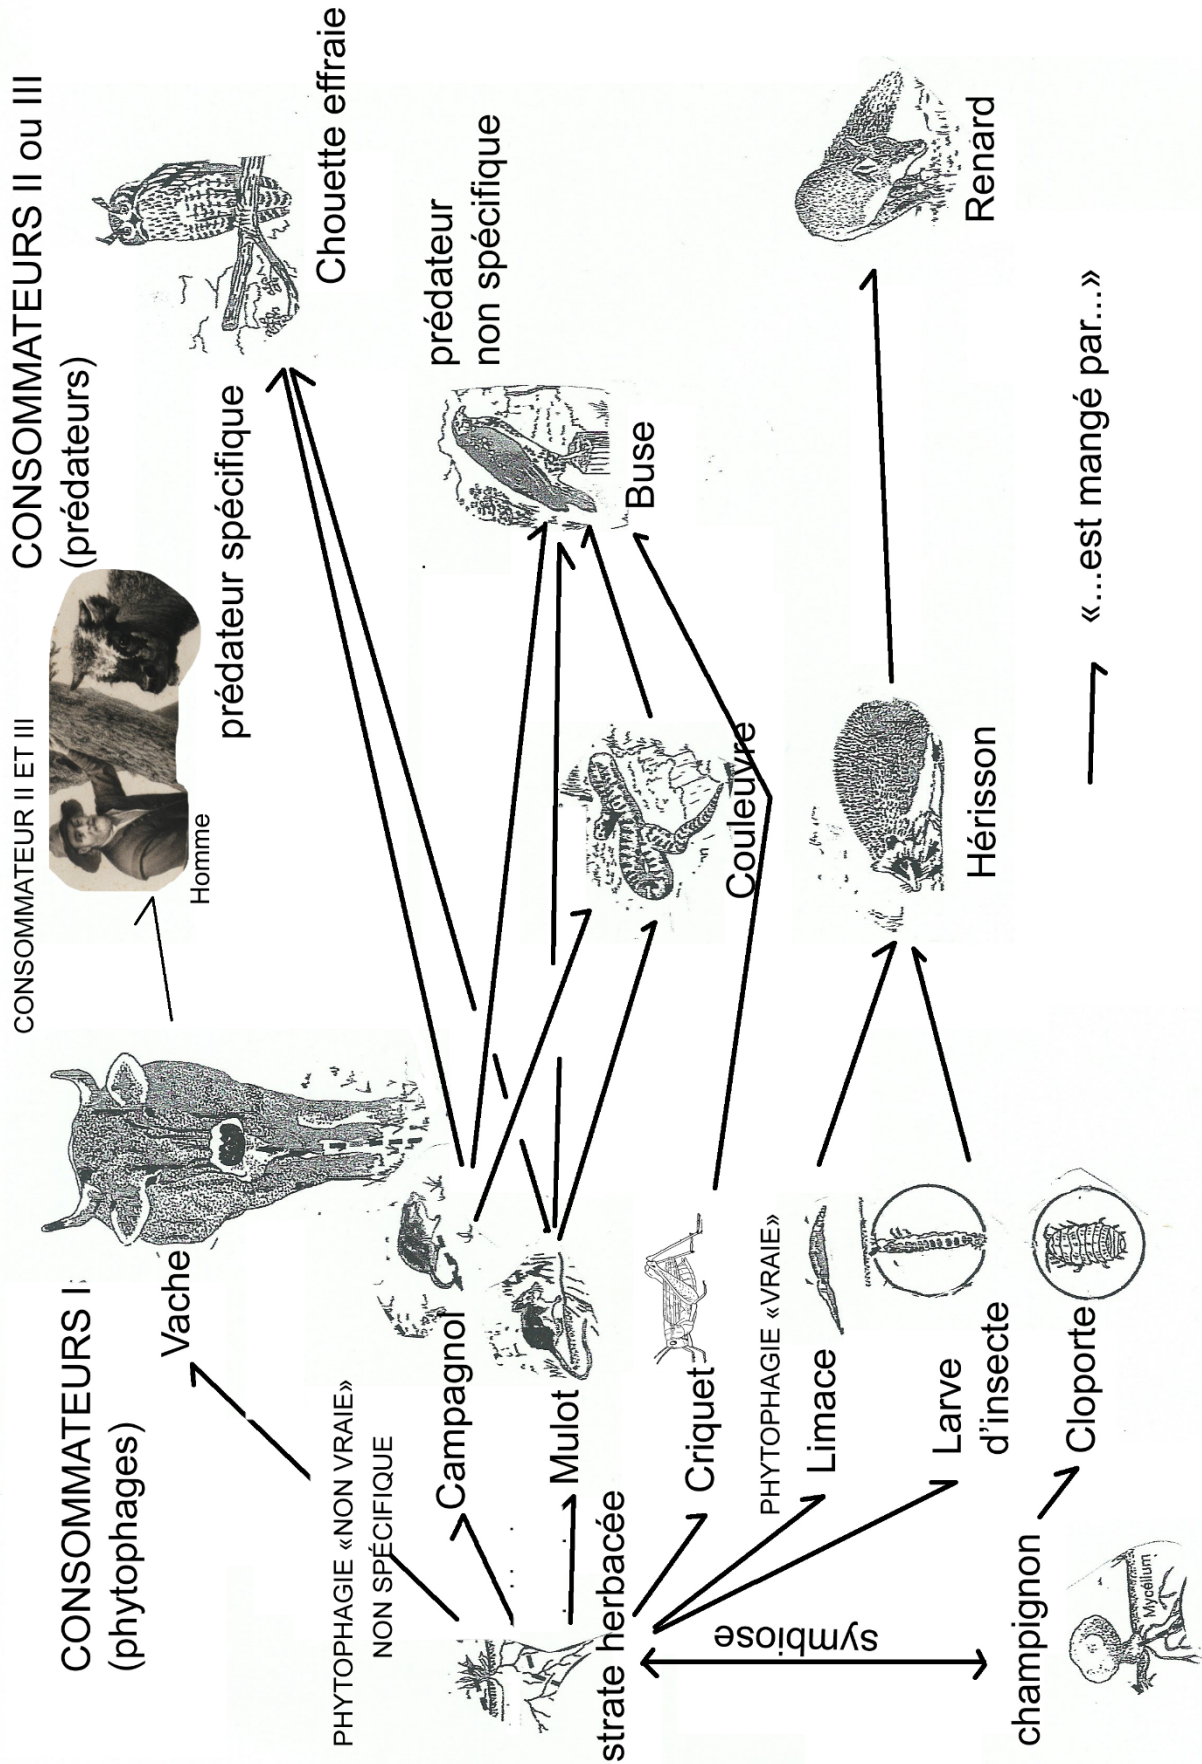 CONSOMMATEURS I
(phytophages)
CONSOMMATEUR II ET III
CONSOMMATEURS II ou III
(prédateurs)
Vache
Homme
prédateur spécifique
Chouette effraie
PHYTOPHAGIE «NON VRAIE»
NON SPÉCIFIQUE
Campagnol
Mulot
prédateur
non spécifique
Buse
strate herbacée
Criquet
Couleuvre
PHYTOPHAGIE «VRAIE»
Limace
Larve
d'insecte
Hérisson
Renard
symbiose
champignon
Cloporte
Mycélium
«...est mangé par...»